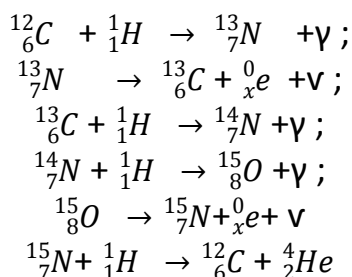 ¹²₆C + ¹₁H → ¹³₇N +γ ;
¹³₇N → ¹³₆C + ⁰ₓe +ѵ ;
¹³₆C + ¹₁H → ¹⁴₇N +γ ;
¹⁴₇N + ¹₁H → ¹⁵₈O +γ ;
¹⁵₈O → ¹⁵₇N+⁰ₓe+ ѵ
¹⁵₇N+ ¹₁H → ¹²₆C + ⁴₂He